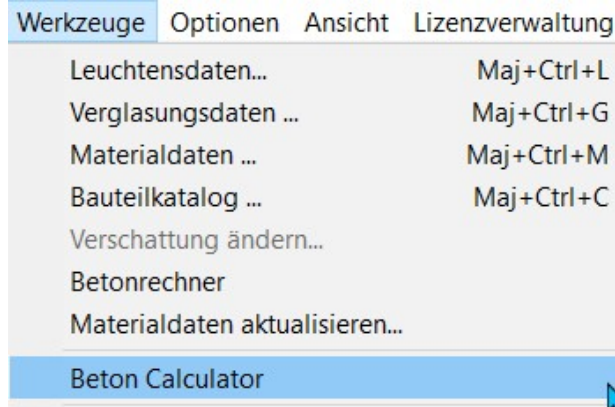 Werkzeuge Optionen Ansicht Lizenzverwaltung
Leuchtensdaten... Maj+Ctrl+L
Verglasungsdaten ... Maj+Ctrl+G
Materialdaten ... Maj+Ctrl+M
Bauteilkatalog ... Maj+Ctrl+C
Verschattung ändern...
Betonrechner
Materialdaten aktualisieren...
Beton Calculator